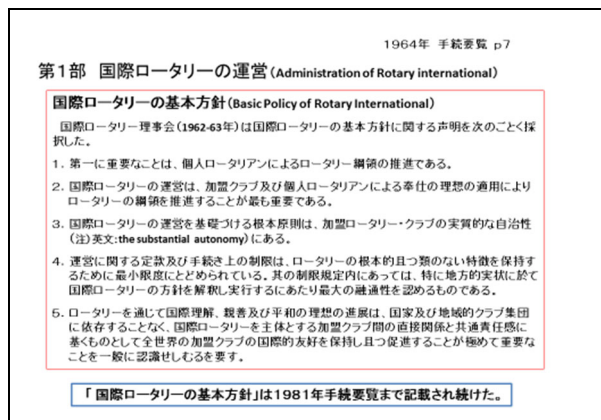 1964年 手続要覧 p7
第1部 国際ロータリーの運営(Administration of Rotary international)
国際ロータリーの基本方針(Basic Policy of Rotary International)
国際ロータリー理事会(1962-63年)は国際ロータリーの基本方針に関する声明を次のごとく採
択した。
1. 第一に重要なことは、個人ロータリアンによるロータリー綱領の推進である。
2. 国際ロータリーの運営は、加盟クラブ及び個人ロータリアンによる奉仕の理想の適用により
ロータリーの綱領を推進することが最も重要である。
3. 国際ロータリーの運営を基礎づける根本原則は、加盟ロータリー・クラブの実質的な自治性
(注)英文:the substantial autonomy)にある。
4. 運営に関する定款及び手続き上の制限は、ロータリーの根本的且つ類のない特徴を保持す
るために最小限度にとどめられている。其の制限規定内にあっては、特に地方的実状に於て
国際ロータリーの方針を解釈し実行するにあたり最大の融通性を認めるものである。
5. ロータリーを通じて国際理解、親善及び平和の理想の進展は、国家及び地域的クラブ集団
に依存することなく、国際ロータリーを主体とする加盟クラブ間の直接関係と共通責任感に
基くものとして全世界の加盟クラブの国際的友好を保持し且つ促進することが極めて重要な
ことを一般に認識せしむるを要す。
「国際ロータリーの基本方針」は1981年手続要覧まで記載され続けた。